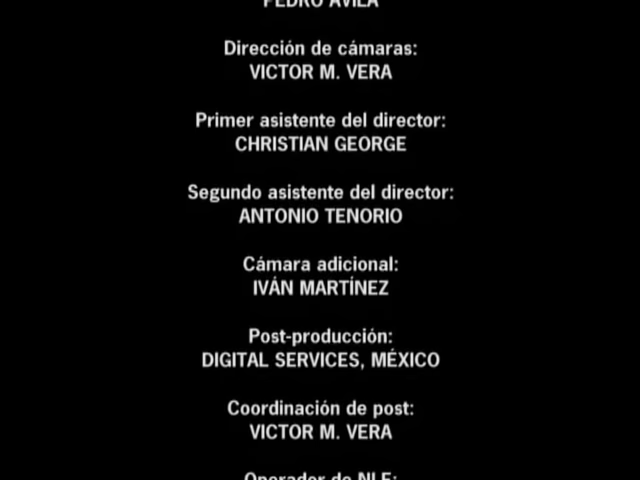 PEDRO AVILA
Dirección de cámaras:
VICTOR M. VERA
Primer asistente del director:
CHRISTIAN GEORGE
Segundo asistente del director:
ANTONIO TENORIO
Cámara adicional:
IVÁN MARTÍNEZ
Post-producción:
DIGITAL SERVICES, MÉXICO
Coordinación de post:
VICTOR M. VERA
Operador de NLE: